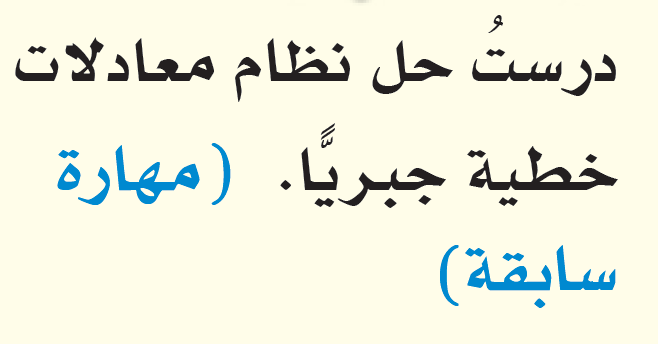 درستُ حل نظام معادلات
خطية جبريًّا. (مهارة
سابقة)